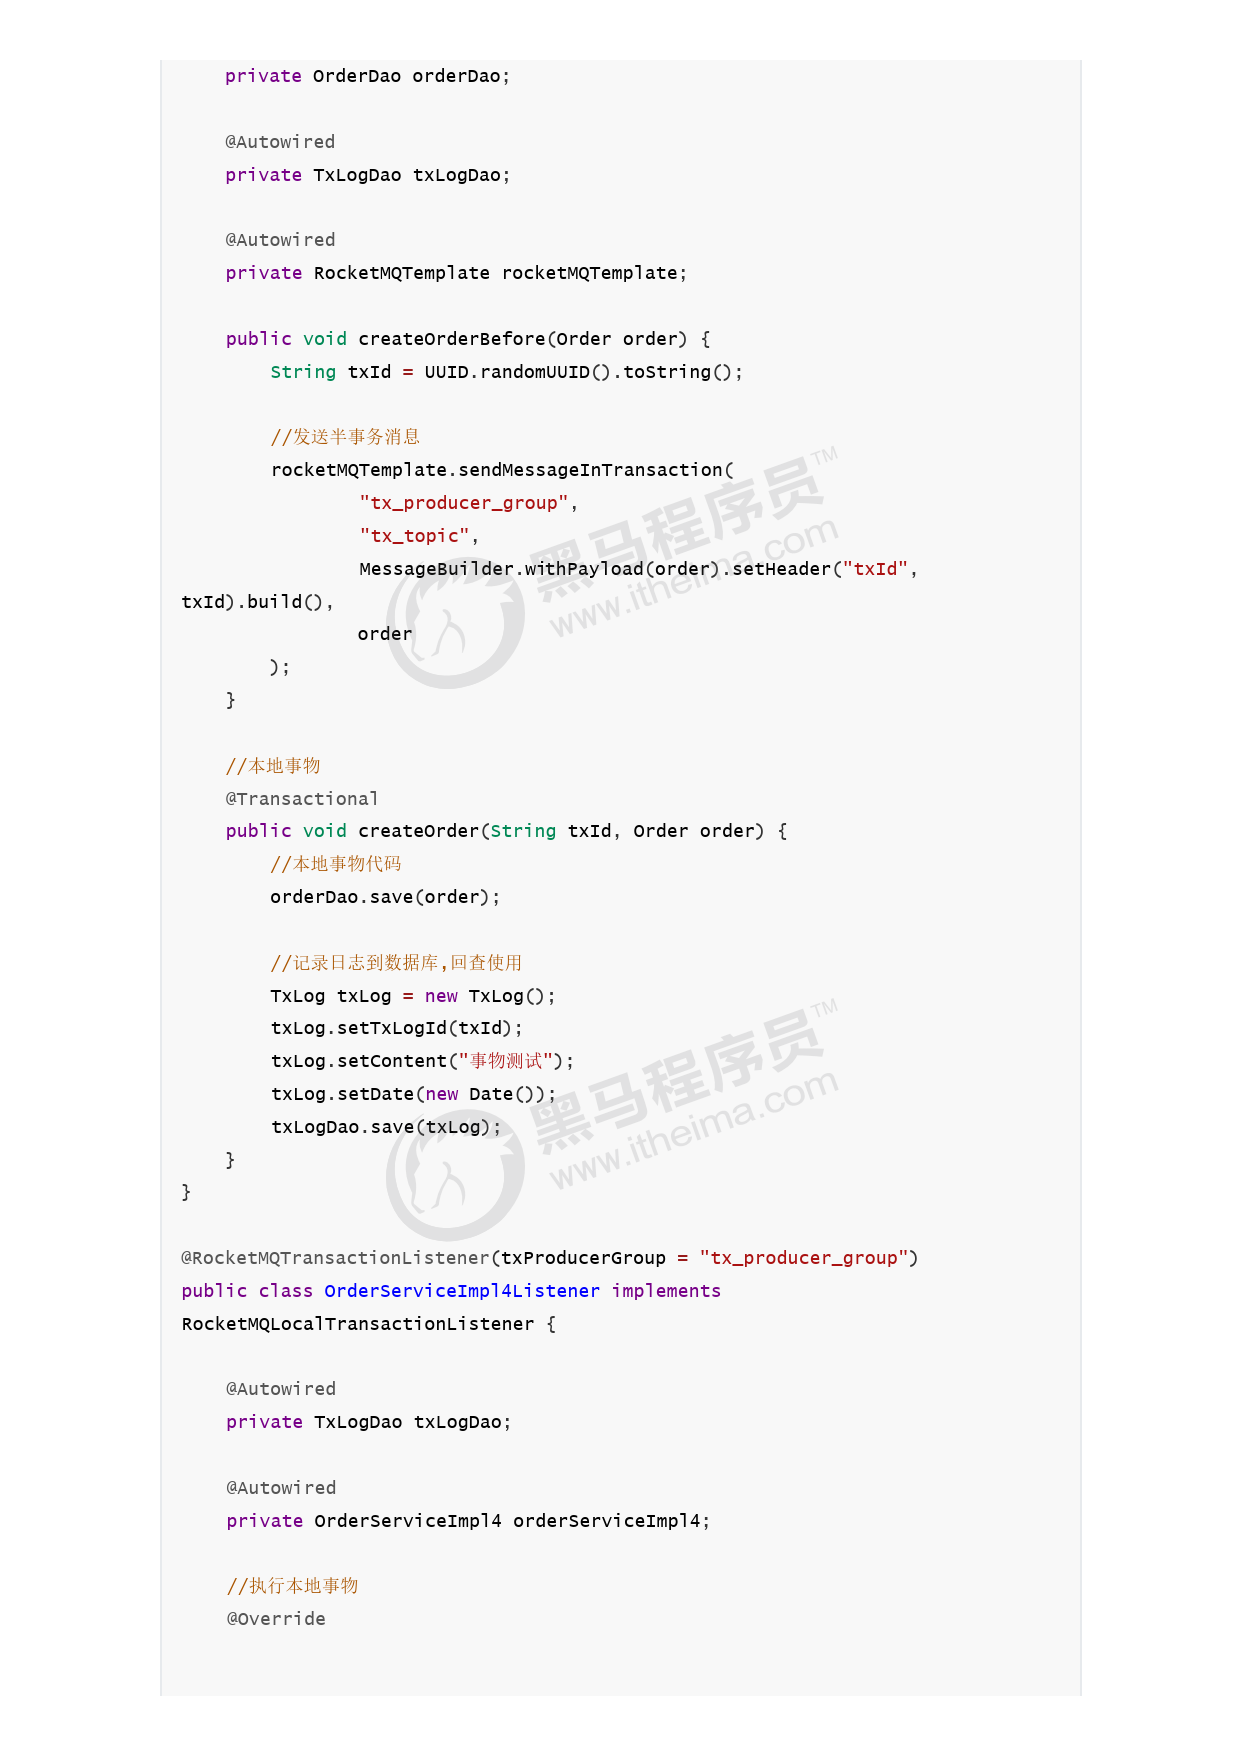 private OrderDao orderDao;

    @Autowired
    private TxLogDao txLogDao;

    @Autowired
    private RocketMQTemplate rocketMQTemplate;

    public void createOrderBefore(Order order) {
        String txId = UUID.randomUUID().toString();

        //发送半事务消息
        rocketMQTemplate.sendMessageInTransaction(
                "tx_producer_group",
                "tx_topic",
                MessageBuilder.withPayload(order).setHeader("txId",
txId).build(),
                order
        );
    }

    //本地事物
    @Transactional
    public void createOrder(String txId, Order order) {
        //本地事物代码
        orderDao.save(order);

        //记录日志到数据库,回查使用
        TxLog txLog = new TxLog();
        txLog.setTxLogId(txId);
        txLog.setContent("事物测试");
        txLog.setDate(new Date());
        txLogDao.save(txLog);
    }
}

@RocketMQTransactionListener(txProducerGroup = "tx_producer_group")
public class OrderServiceImpl4Listener implements
RocketMQLocalTransactionListener {

    @Autowired
    private TxLogDao txLogDao;

    @Autowired
    private OrderServiceImpl4 orderServiceImpl4;

    //执行本地事物
    @Override
黑马程序员™
www.itheima.com
黑马程序员™
www.itheima.com